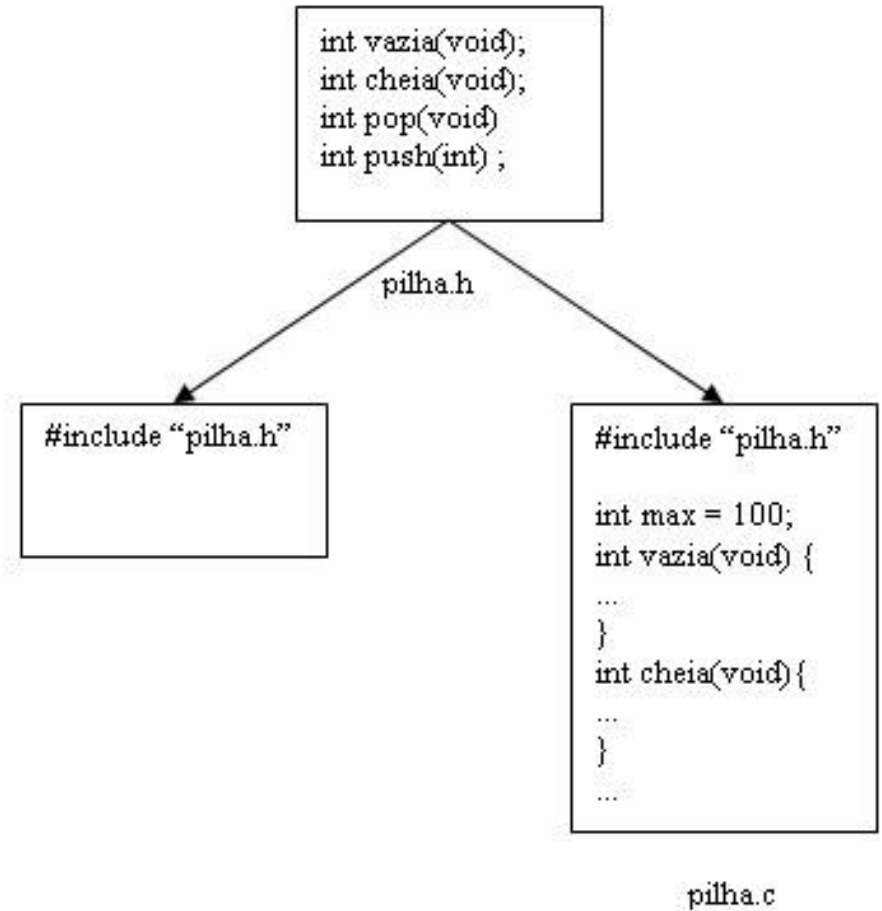 int vazia(void);
int cheia(void);
int pop(void)
int push(int) ;
pilha.h
#include “pilha.h”
#include “pilha.h”
int max = 100;
int vazia(void) {
...
}
int cheia(void){
...
}
...
pilha.c